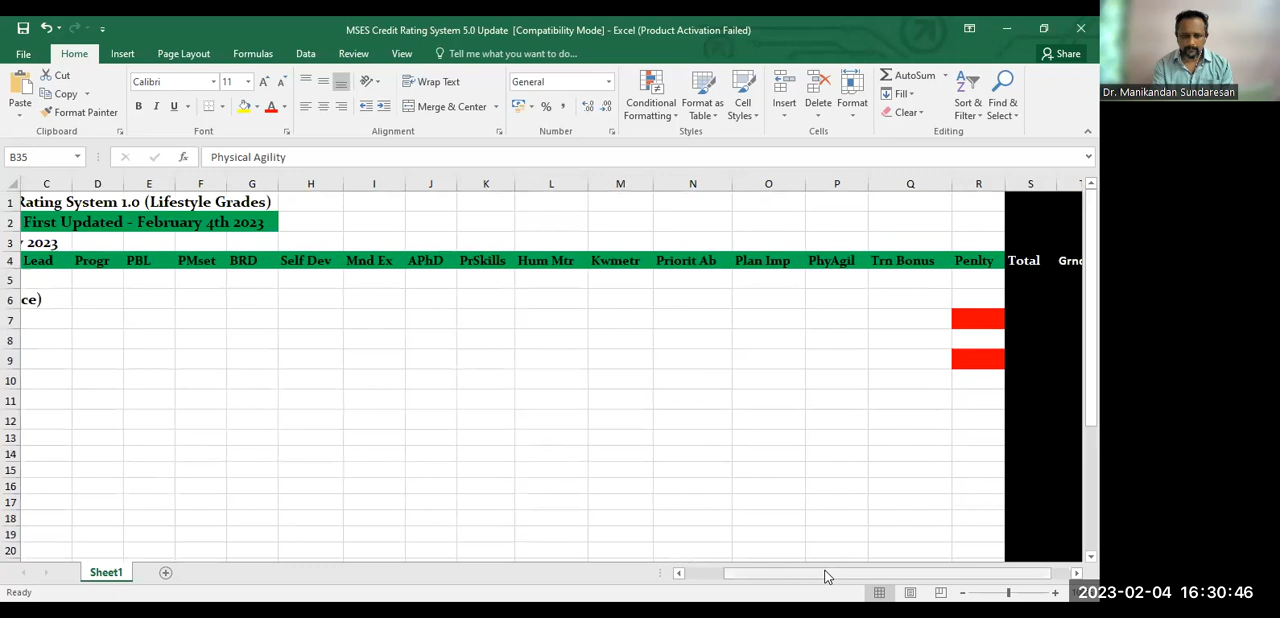 MSES Credit Rating System 5.0 Update [Compatibility Mode] - Excel (Product Activation Failed)
File Home Insert Page Layout Formulas Data Review View Tell me what you want to do... Share
Paste Cut Copy Format Painter Clipboard
Calibri 11 B I U Font
Wrap Text Merge & Center Alignment
General % Number
Conditional Formatting Format as Table Cell Styles Styles
Insert Delete Format Cells
AutoSum Fill Clear Sort & Filter Find & Select Editing
Dr. Manikandan Sundaresan
B35 fx Physical Agility
C D E F G H I J K L M N O P Q R S
1 Rating System 1.0 (Lifestyle Grades)
2 First Updated - February 4th 2023
3 2023
4 Lead Progr PBL PMset BRD Self Dev Mnd Ex APhD PrSkills Hum Mtr Kwmetr Priorit Ab Plan Imp PhyAgil Trn Bonus Penlty Total Grnd
5
6 ce)
7
8
9
10
11
12
13
14
15
16
17
18
19
20
Sheet1
Ready
2023-02-04 16:30:46